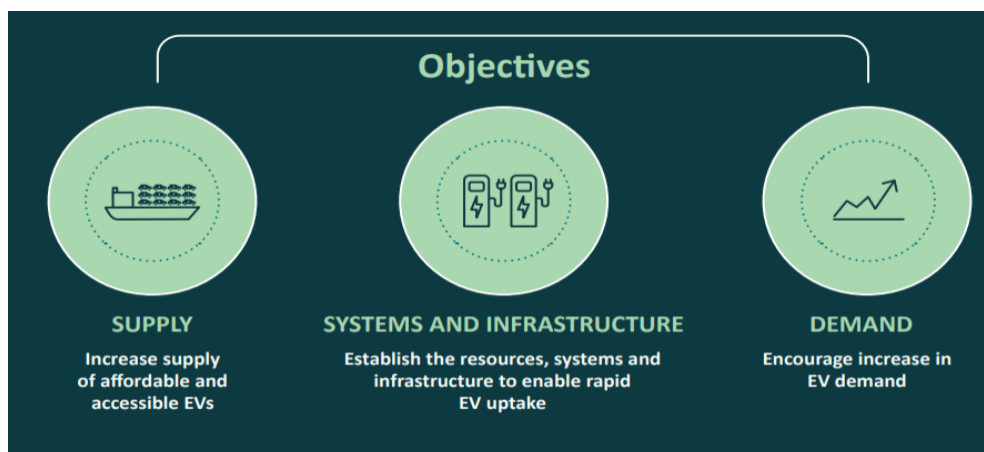 Objectives
SUPPLY
Increase supply
of affordable and
accessible EVs
SYSTEMS AND INFRASTRUCTURE
Establish the resources, systems and
infrastructure to enable rapid
EV uptake
DEMAND
Encourage increase in
EV demand